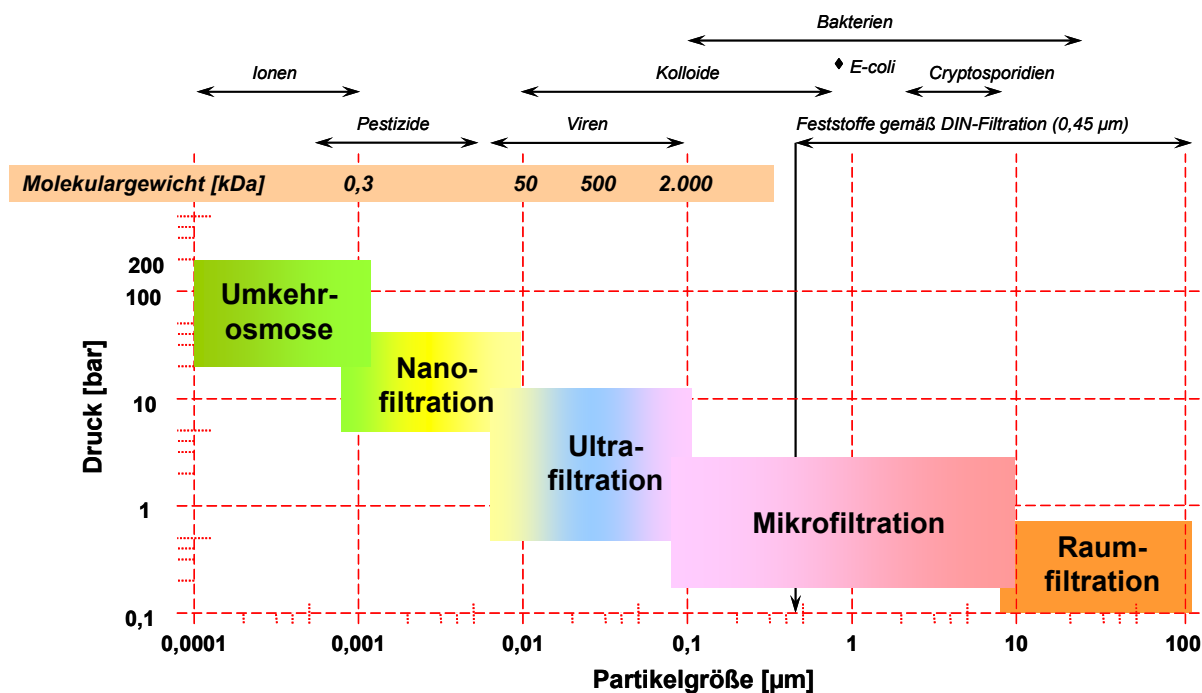 Bakterien
E-coli
Ionen
Kolloide
Cryptosporidien
Pestizide
Viren
Feststoffe gemäß DIN-Filtration (0,45 µm)
Molekulargewicht [kDa] 0,3 50 500 2.000
200
100
10
1
0,1
Druck [bar]
Umkehr-
osmose
Nano-
filtration
Ultra-
filtration
Mikrofiltration
Raum-
filtration
0,0001 0,001 0,01 0,1 1 10 100
Partikelgröße [µm]